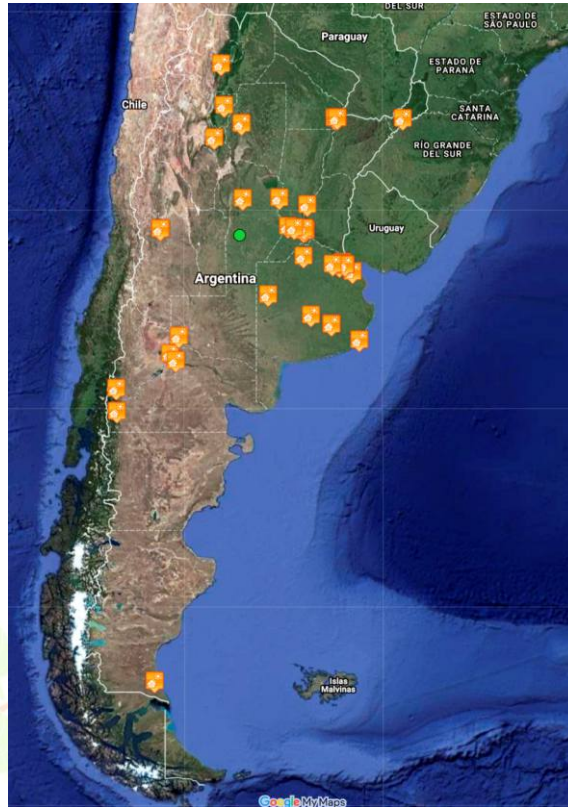 DEL SUR
ESTADO DE
SÃO PAULO
Paraguay
ESTADO DE
PARANÁ
Chile
SANTA
CATARINA
RÍO GRANDE
DEL SUR
Uruguay
Argentina
Islas
Malvinas
Google My Maps